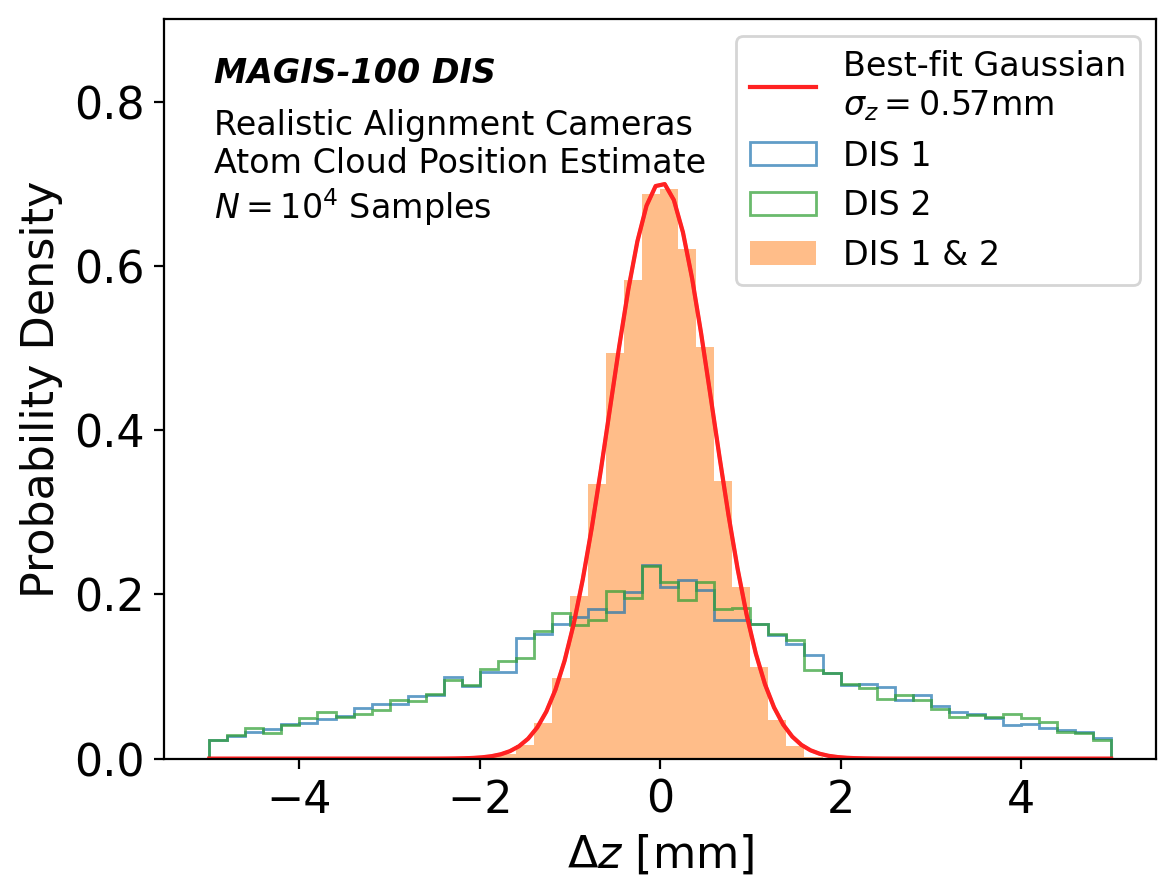 MAGIS-100 DIS
Realistic Alignment Cameras
Atom Cloud Position Estimate
N = 10⁴ Samples
Best-fit Gaussian
σ_z = 0.57mm
DIS 1
DIS 2
DIS 1 & 2
Probability Density
0.8
0.6
0.4
0.2
0.0
−4 −2 0 2 4
Δz [mm]